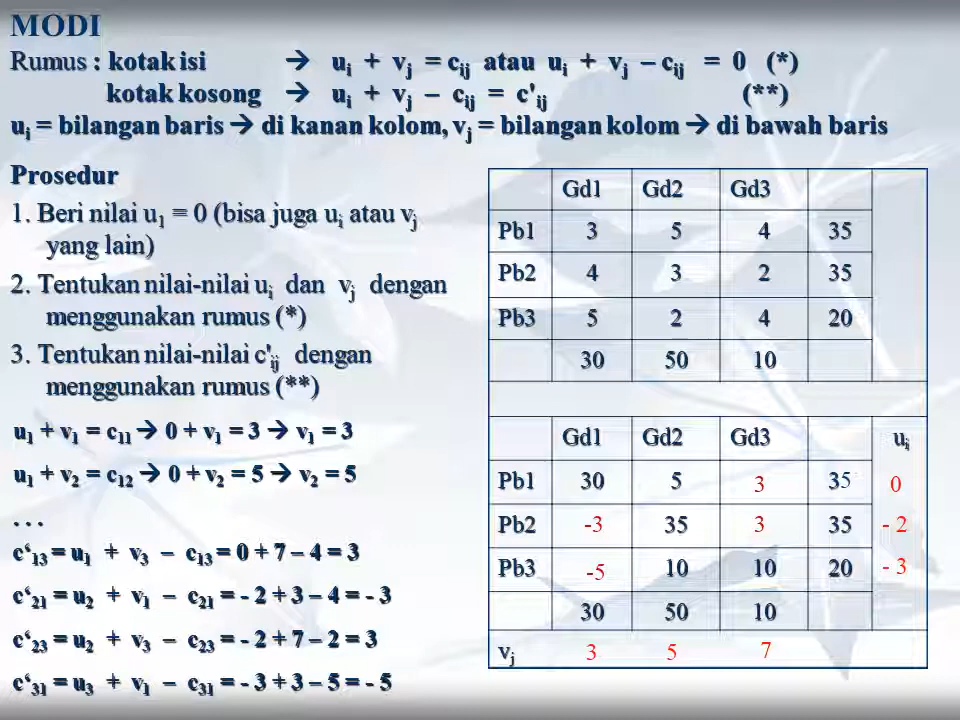 MODI
Rumus : kotak isi → uᵢ + vⱼ = cᵢⱼ atau uᵢ + vⱼ – cᵢⱼ = 0 (*)
kotak kosong → uᵢ + vⱼ – cᵢⱼ = c'ᵢⱼ (**)
uᵢ = bilangan baris → di kanan kolom, vⱼ = bilangan kolom → di bawah baris
Prosedur
1. Beri nilai u₁ = 0 (bisa juga uᵢ atau vⱼ
yang lain)
2. Tentukan nilai-nilai uᵢ dan vⱼ dengan
menggunakan rumus (*)
3. Tentukan nilai-nilai c'ᵢⱼ dengan
menggunakan rumus (**)
u₁ + v₁ = c₁₁ → 0 + v₁ = 3 → v₁ = 3
u₁ + v₂ = c₁₂ → 0 + v₂ = 5 → v₂ = 5
. . .
c‘₁₃ = u₁ + v₃ – c₁₃ = 0 + 7 – 4 = 3
c‘₂₁ = u₂ + v₁ – c₂₁ = - 2 + 3 – 4 = - 3
c‘₂₃ = u₂ + v₃ – c₂₃ = - 2 + 7 – 2 = 3
c‘₃₁ = u₃ + v₁ – c₃₁ = - 3 + 3 – 5 = - 5
Gd1 Gd2 Gd3
Pb1 3 5 4 35
Pb2 4 3 2 35
Pb3 5 2 4 20
30 50 10
Gd1 Gd2 Gd3 uᵢ
Pb1 30 5 3 35 0
Pb2 -3 35 3 35 - 2
Pb3 -5 10 10 20 - 3
30 50 10
vⱼ 3 5 7